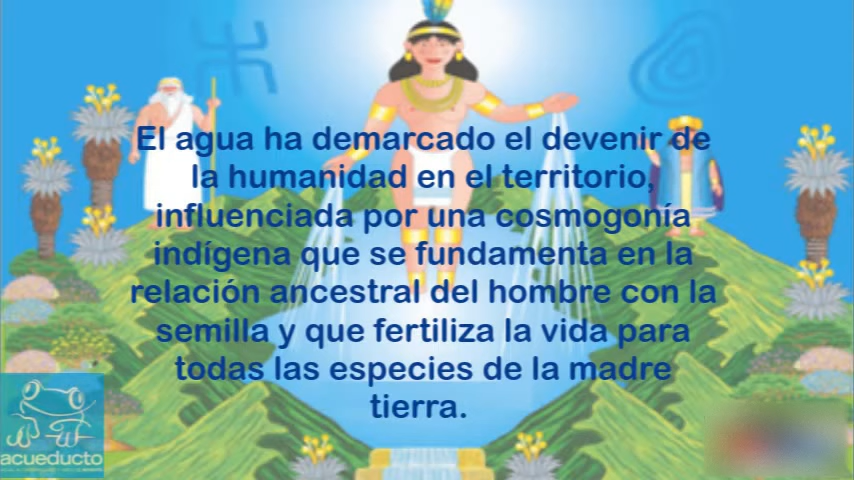 El agua ha demarcado el devenir de
la humanidad en el territorio,
influenciada por una cosmogonía
indígena que se fundamenta en la
relación ancestral del hombre con la
semilla y que fertiliza la vida para
todas las especies de la madre
tierra.
acueducto